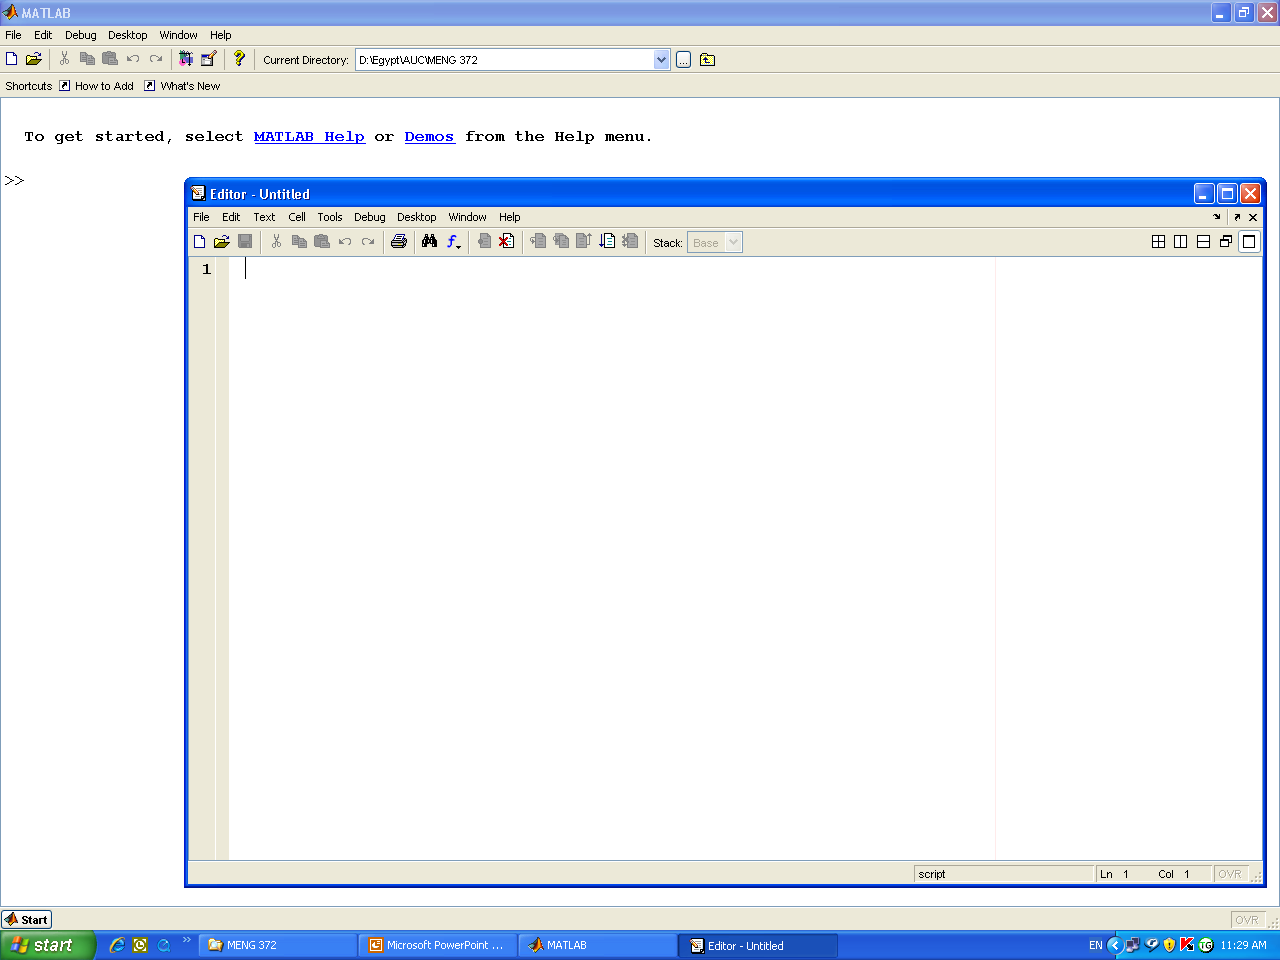 MATLAB
File Edit Debug Desktop Window Help
Current Directory: D:\Egypt\AUC\MENG 372 ...
Shortcuts How to Add What's New
To get started, select MATLAB Help or Demos from the Help menu.
>>
Editor - Untitled
File Edit Text Cell Tools Debug Desktop Window Help
Stack: Base
1
script Ln 1 Col 1 OVR
Start OVR
start MENG 372 Microsoft PowerPoint ... MATLAB Editor - Untitled EN TG 11:29 AM